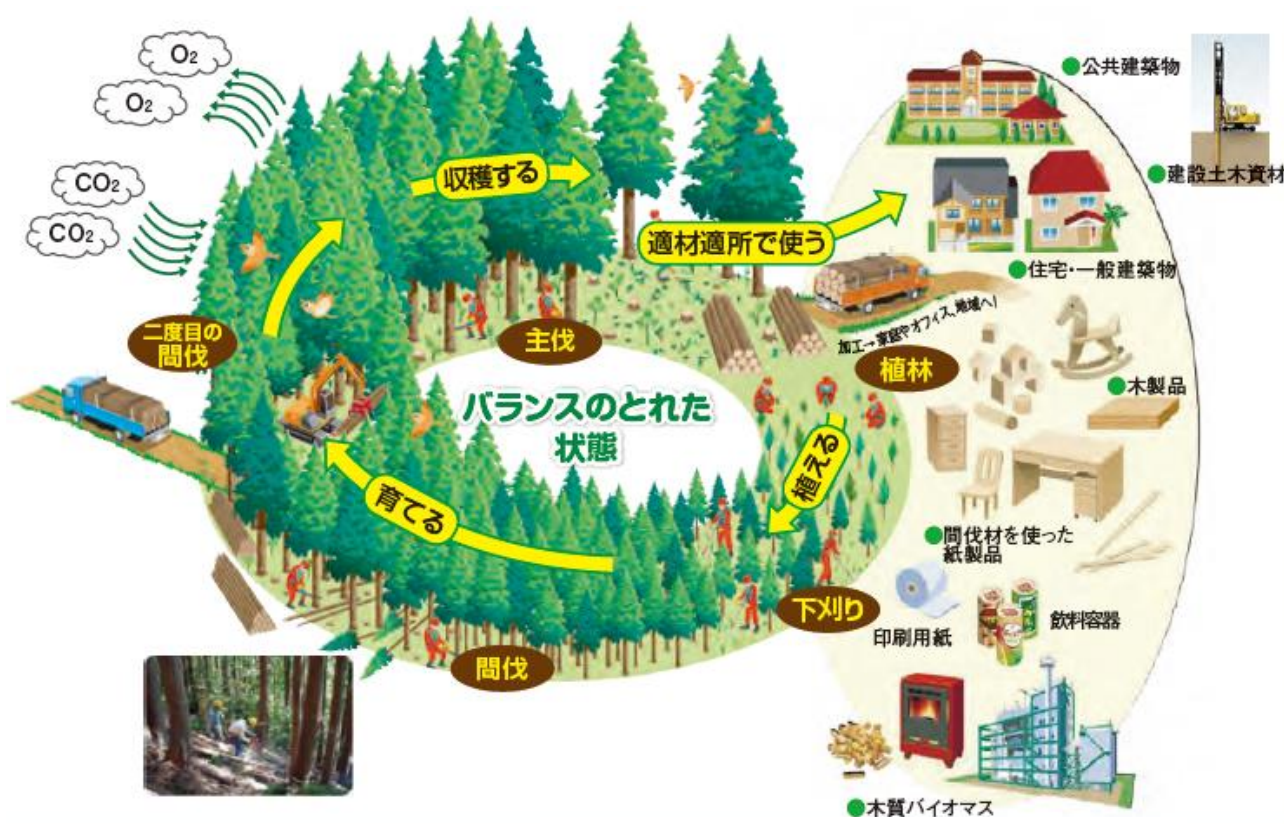 O2
O2
CO2
CO2
収穫する
適材適所で使う
二度目の
間伐
主伐
バランスのとれた
状態
加工→家庭やオフィス、地域へ!
植林
植える
育てる
下刈り
間伐
●公共建築物
●建設土木資材
●住宅・一般建築物
●木製品
●間伐材を使った
紙製品
印刷用紙
飲料容器
●木質バイオマス